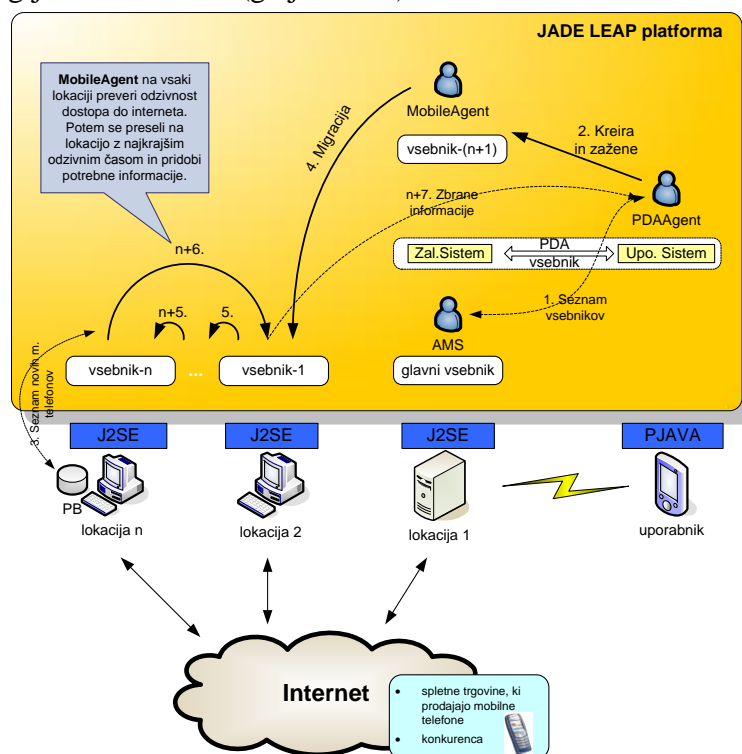 JADE LEAP platforma
MobileAgent na vsaki
lokaciji preveri odzivnost
dostopa do interneta.
Potem se preseli na
lokacijo z najkrajšim
odzivnim časom in pridobi
potrebne informacije.
4. Migracija
MobileAgent
vsebnik-(n+1)
2. Kreira
in zažene
PDAAgent
n+7. Zbrane
informacije
Zal.Sistem
PDA
vsebnik
Upo. Sistem
1. Seznam
vsebnikov
n+6.
n+5.
5.
AMS
vsebnik-n
...
vsebnik-1
glavni vsebnik
3. Seznam novih m.
telefonov
J2SE
J2SE
J2SE
PJAVA
PB
lokacija n
lokacija 2
lokacija 1
uporabnik
Internet
• spletne trgovine, ki
prodajajo mobilne
telefone
• konkurenca